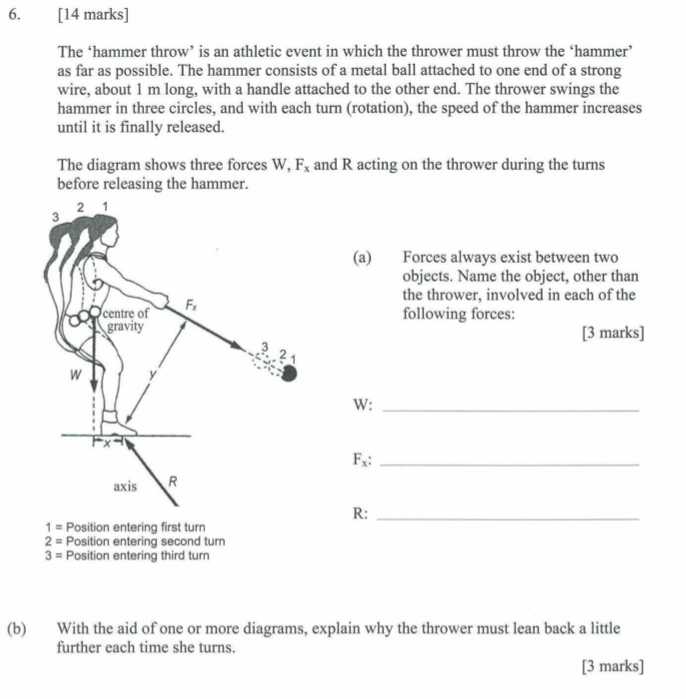 6. [14 marks]
The ‘hammer throw’ is an athletic event in which the thrower must throw the ‘hammer’
as far as possible. The hammer consists of a metal ball attached to one end of a strong
wire, about 1 m long, with a handle attached to the other end. The thrower swings the
hammer in three circles, and with each turn (rotation), the speed of the hammer increases
until it is finally released.
The diagram shows three forces W, Fx and R acting on the thrower during the turns
before releasing the hammer.
3 2 1
centre of
gravity
Fx
3 2 1
W
y
x
axis
R
1 = Position entering first turn
2 = Position entering second turn
3 = Position entering third turn
(a) Forces always exist between two
objects. Name the object, other than
the thrower, involved in each of the
following forces:
[3 marks]
W:
Fx:
R:
(b) With the aid of one or more diagrams, explain why the thrower must lean back a little
further each time she turns.
[3 marks]